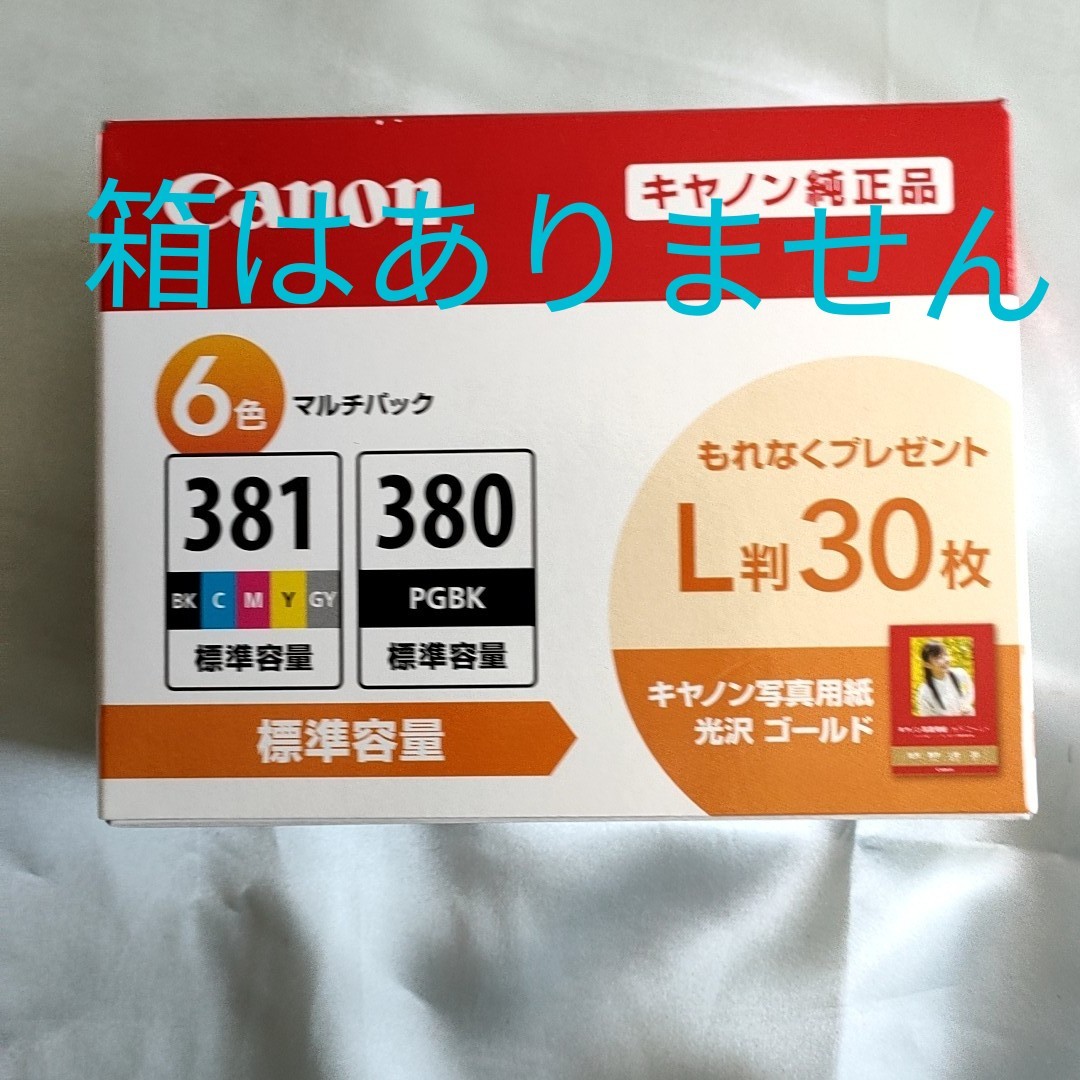 Canon
キヤノン純正品
箱はありません
6色 マルチパック
381
BK C M Y GY
標準容量
380
PGBK
標準容量
標準容量
もれなくプレゼント
L判30枚
キヤノン写真用紙
光沢 ゴールド